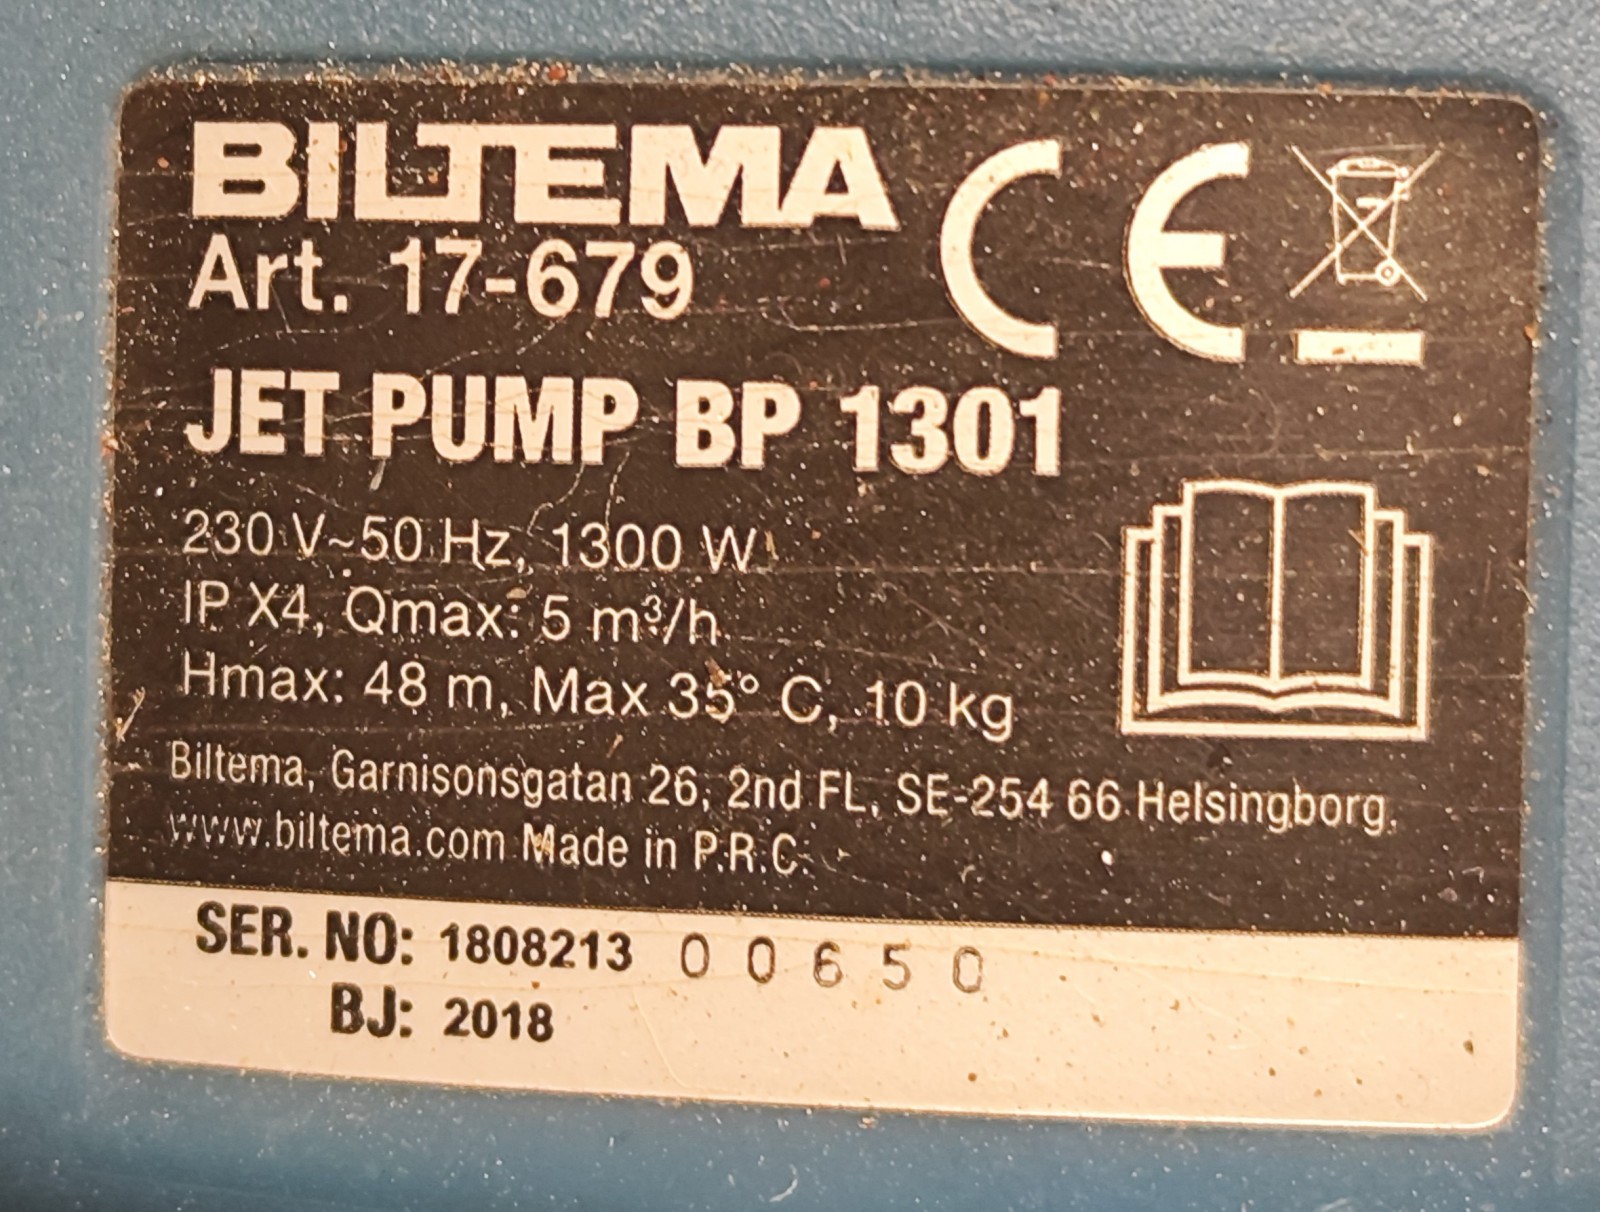 BILTEMA
CE
Art. 17-679
JET PUMP BP 1301
230 V~50 Hz, 1300 W
IP X4, Qmax: 5 m³/h
Hmax: 48 m, Max 35° C, 10 kg
Biltema, Garnisonsgatan 26, 2nd FL, SE-254 66 Helsingborg.
www.biltema.com Made in P.R.C.
SER. NO: 1808213 00650
BJ: 2018